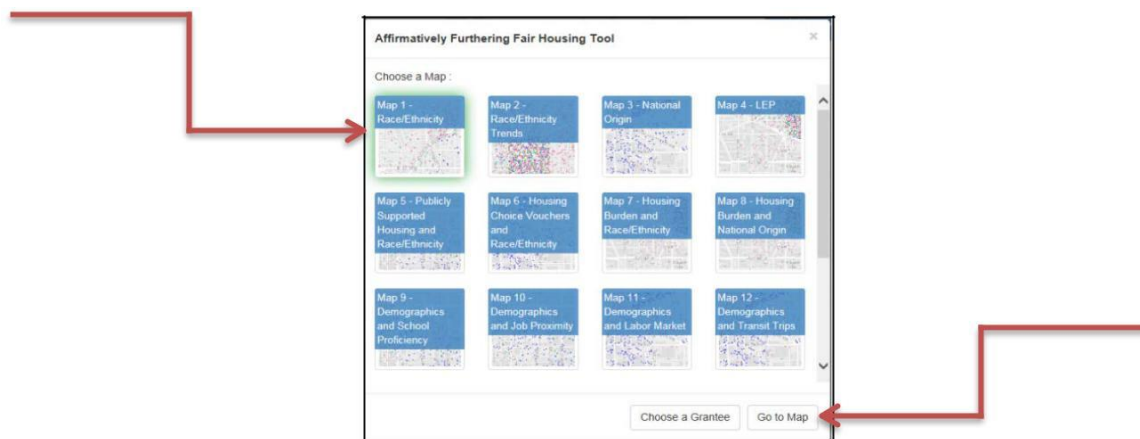 Affirmatively Furthering Fair Housing Tool ×
Choose a Map :
Map 1 -
Race/Ethnicity
Map 2 -
Race/Ethnicity
Trends
Map 3 - National
Origin
Map 4 - LEP
Map 5 - Publicly
Supported
Housing and
Race/Ethnicity
Map 6 - Housing
Choice Vouchers
and
Race/Ethnicity
Map 7 - Housing
Burden and
Race/Ethnicity
Map 8 - Housing
Burden and
National Origin
Map 9 -
Demographics
and School
Proficiency
Map 10 -
Demographics
and Job Proximity
Map 11 -
Demographics
and Labor Market
Map 12 -
Demographics
and Transit Trips
Choose a Grantee
Go to Map